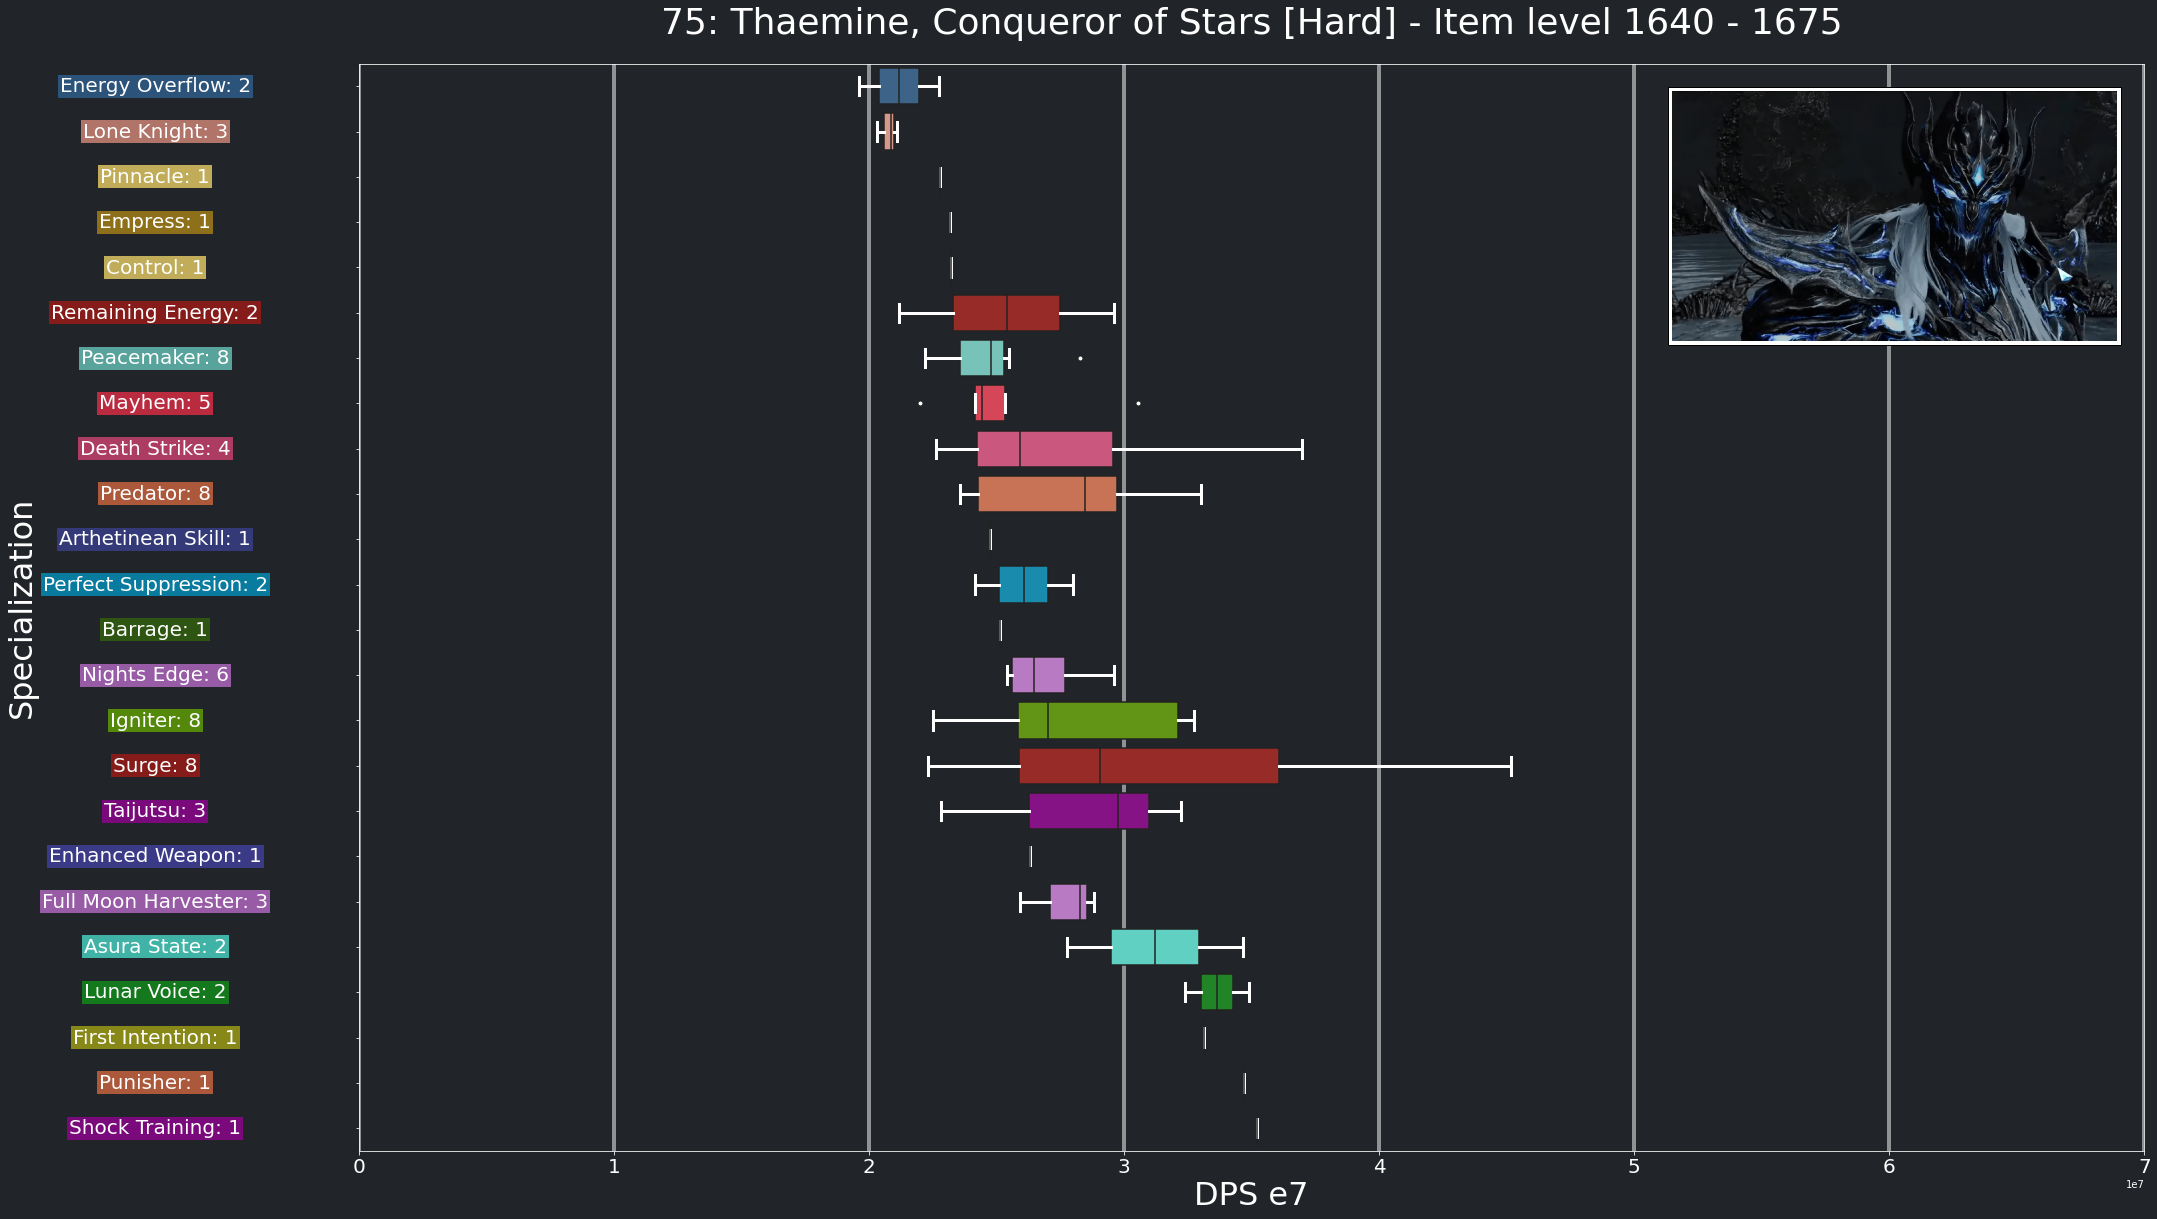 75: Thaemine, Conqueror of Stars [Hard] - Item level 1640 - 1675
Specialization
Energy Overflow: 2
Lone Knight: 3
Pinnacle: 1
Empress: 1
Control: 1
Remaining Energy: 2
Peacemaker: 8
Mayhem: 5
Death Strike: 4
Predator: 8
Arthetinean Skill: 1
Perfect Suppression: 2
Barrage: 1
Nights Edge: 6
Igniter: 8
Surge: 8
Taijutsu: 3
Enhanced Weapon: 1
Full Moon Harvester: 3
Asura State: 2
Lunar Voice: 2
First Intention: 1
Punisher: 1
Shock Training: 1
0 1 2 3 4 5 6 7
1e7
DPS e7